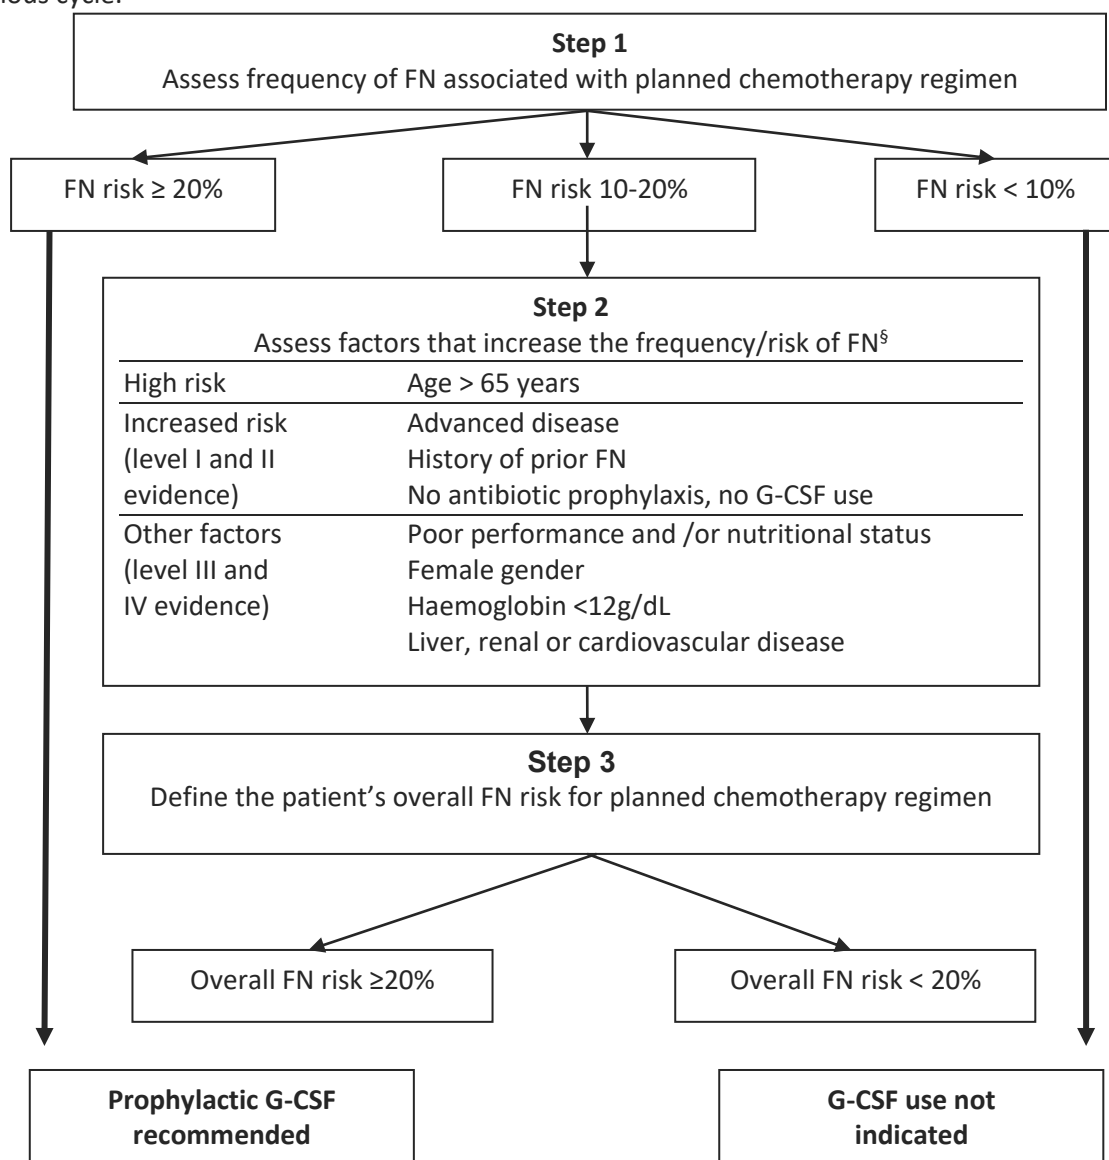 ious cycle.
Step 1
Assess frequency of FN associated with planned chemotherapy regimen
FN risk ≥ 20%
FN risk 10-20%
FN risk < 10%
Step 2
Assess factors that increase the frequency/risk of FN§
High risk Age > 65 years
Increased risk Advanced disease
(level I and II History of prior FN
evidence) No antibiotic prophylaxis, no G-CSF use
Other factors Poor performance and /or nutritional status
(level III and Female gender
IV evidence) Haemoglobin <12g/dL
Liver, renal or cardiovascular disease
Step 3
Define the patient’s overall FN risk for planned chemotherapy regimen
Overall FN risk ≥20%
Overall FN risk < 20%
Prophylactic G-CSF
recommended
G-CSF use not
indicated